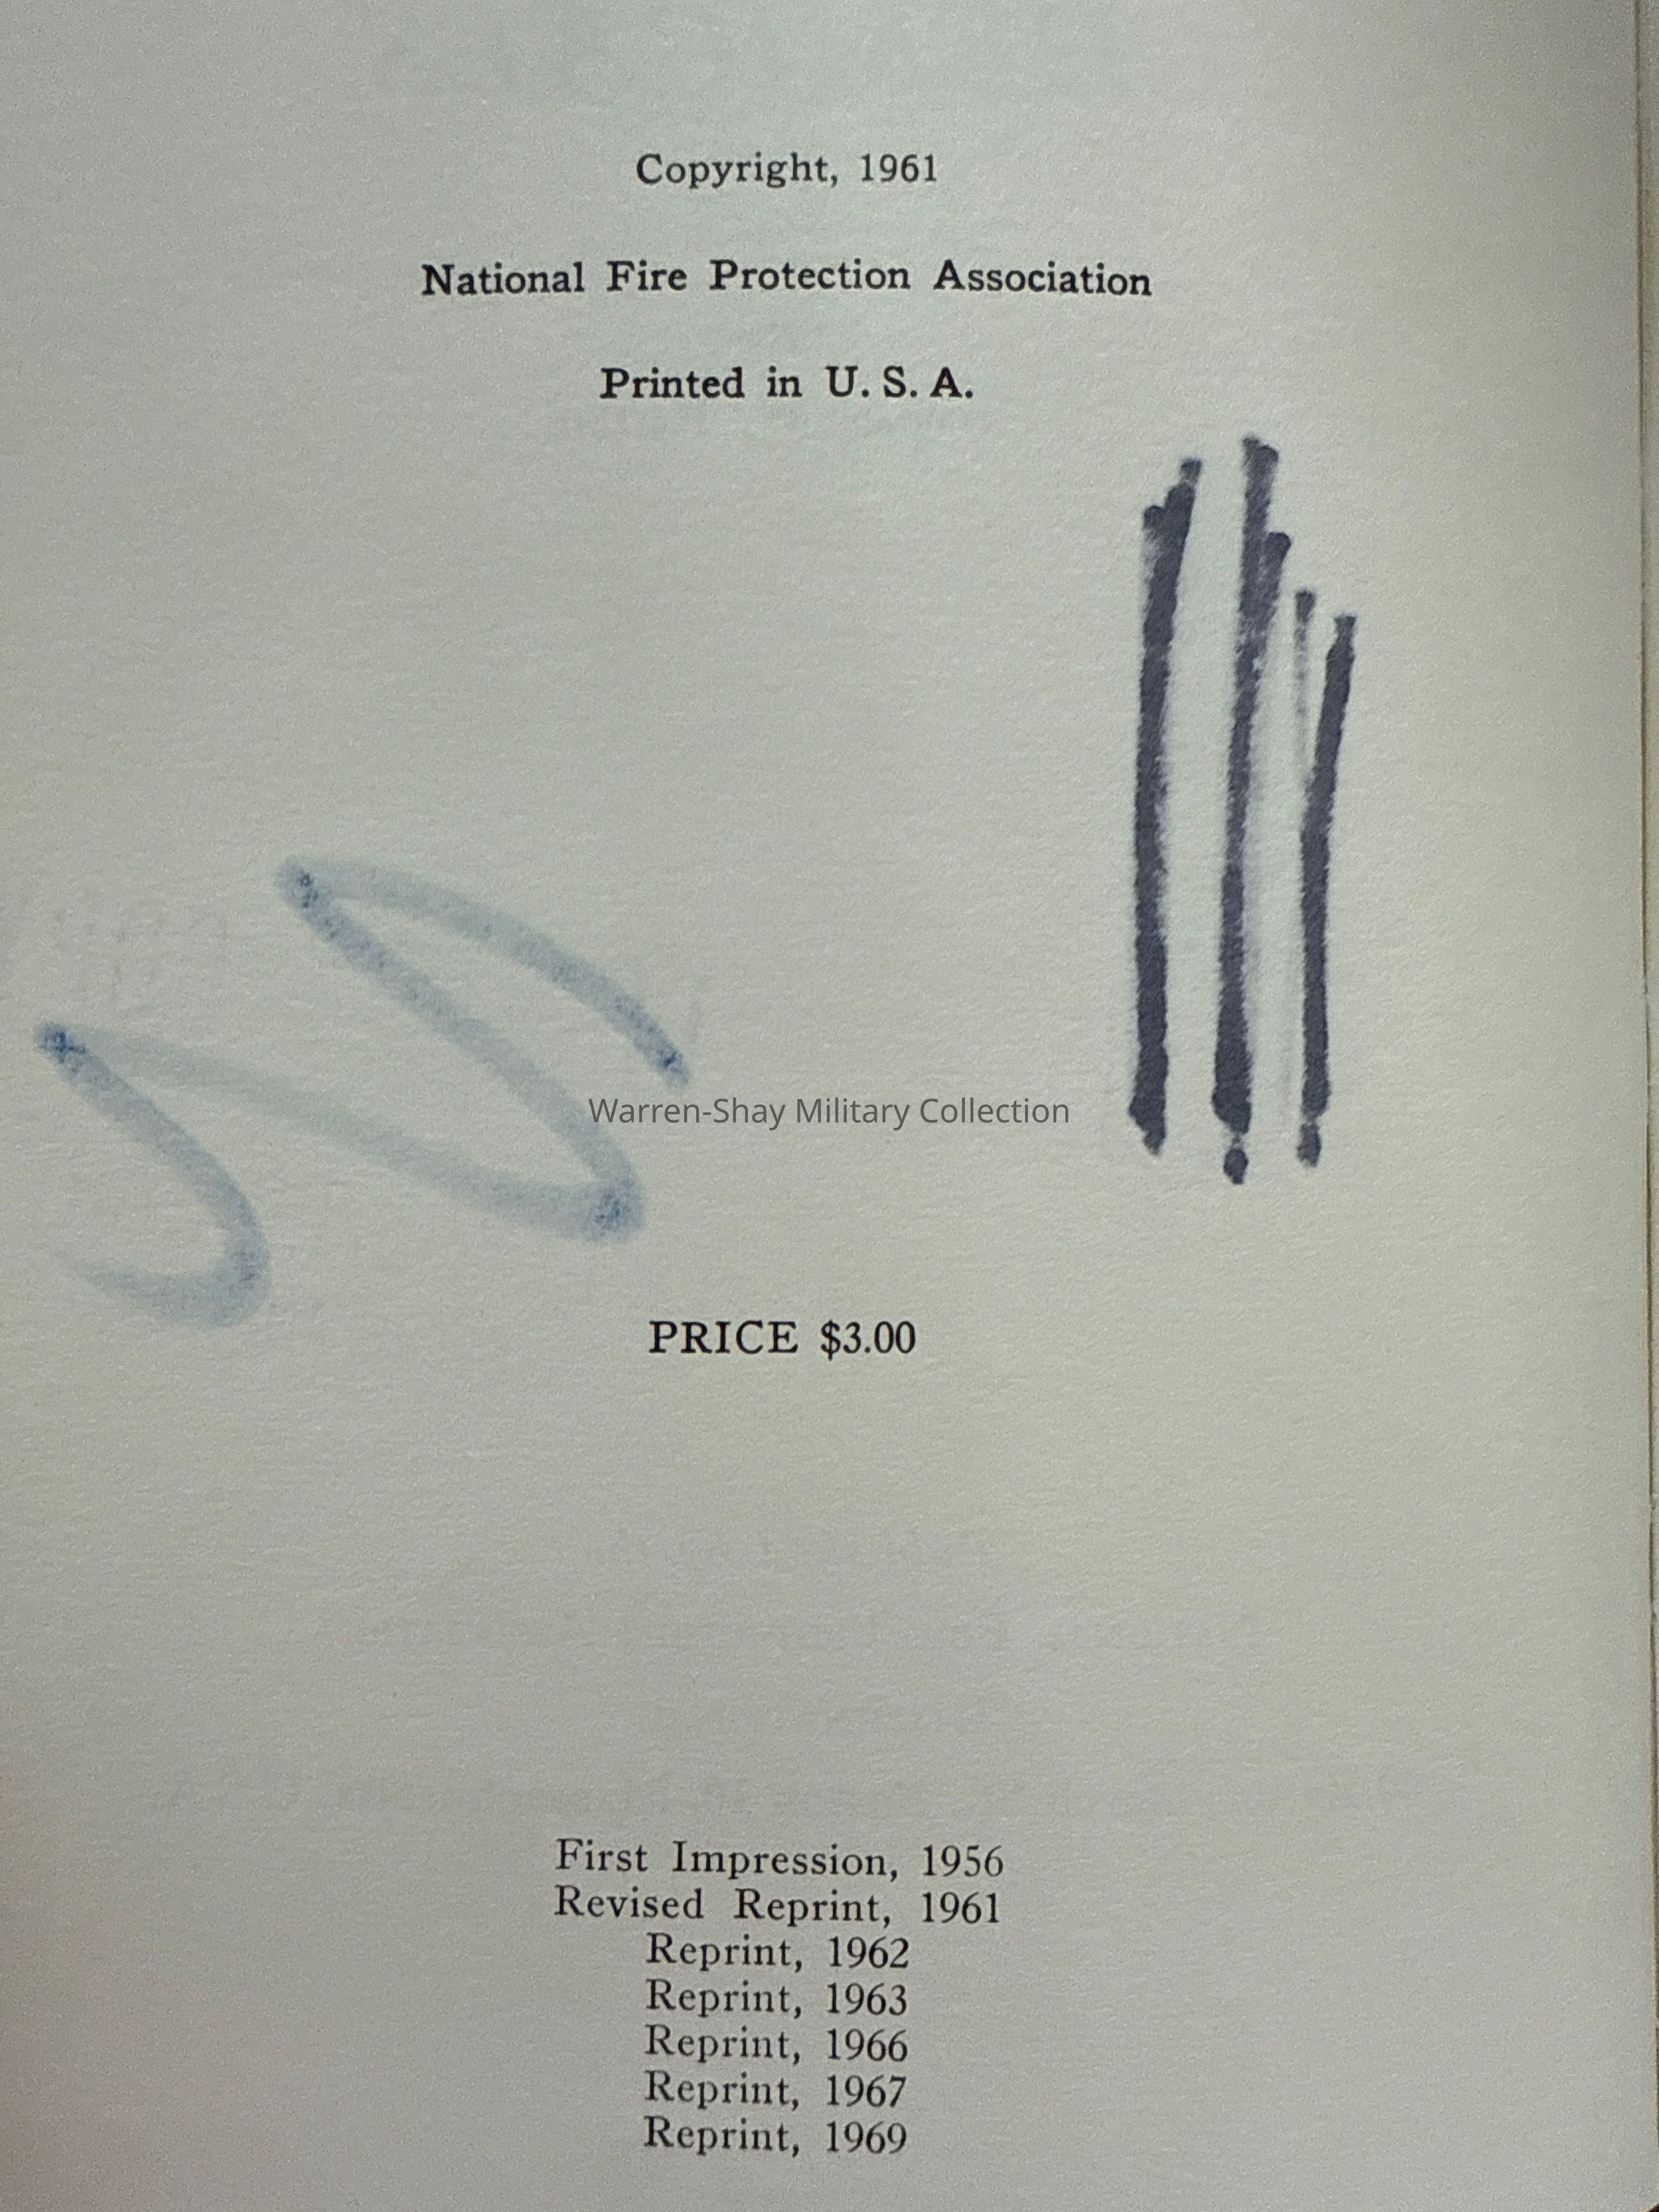 Copyright, 1961
National Fire Protection Association
Printed in U. S. A.
Warren-Shay Military Collection
PRICE $3.00
First Impression, 1956
Revised Reprint, 1961
Reprint, 1962
Reprint, 1963
Reprint, 1966
Reprint, 1967
Reprint, 1969